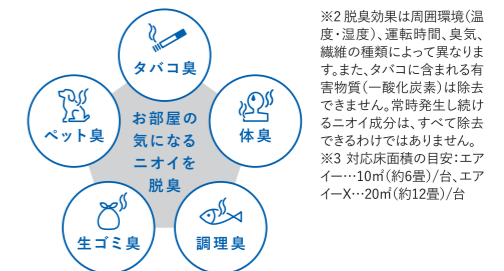 タバコ臭
ペット臭
お部屋の
気になる
ニオイを
脱臭
体臭
生ゴミ臭
調理臭
※2 脱臭効果は周囲環境(温
度・湿度)、運転時間、臭気、
繊維の種類によって異なりま
す。また、タバコに含まれる有
害物質(一酸化炭素)は除去
できません。常時発生し続け
るニオイ成分は、すべて除去
できるわけではありません。
※3 対応床面積の目安:エア
イー…10㎡(約6畳)/台、エア
イーX…20㎡(約12畳)/台